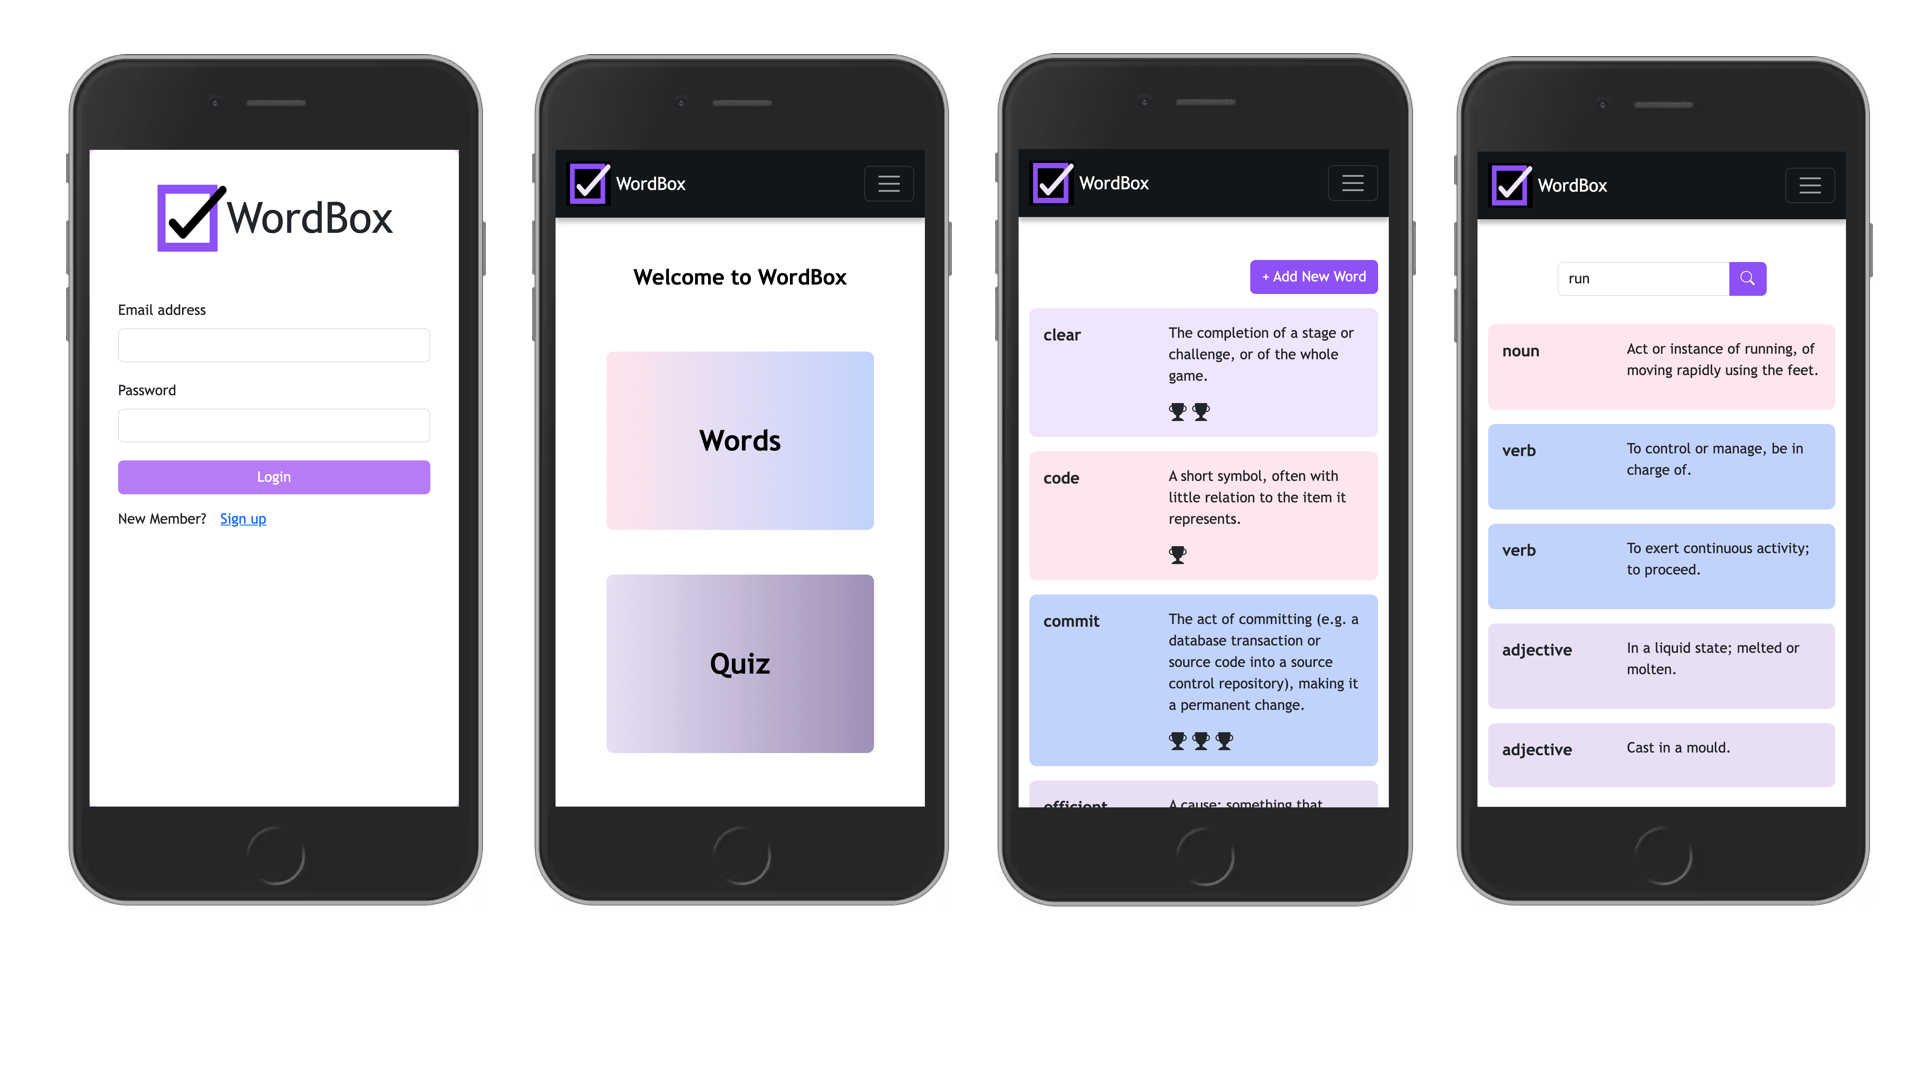 WordBox
Email address
Password
Login
New Member? Sign up
WordBox
Welcome to WordBox
Words
Quiz
WordBox
+ Add New Word
clear
The completion of a stage or
challenge, or of the whole
game.
code
A short symbol, often with
little relation to the item it
represents.
commit
The act of committing (e.g. a
database transaction or
source code into a source
control repository), making it
a permanent change.
efficient
A cause; something that
WordBox
run
noun
Act or instance of running, of
moving rapidly using the feet.
verb
To control or manage, be in
charge of.
verb
To exert continuous activity;
to proceed.
adjective
In a liquid state; melted or
molten.
adjective
Cast in a mould.